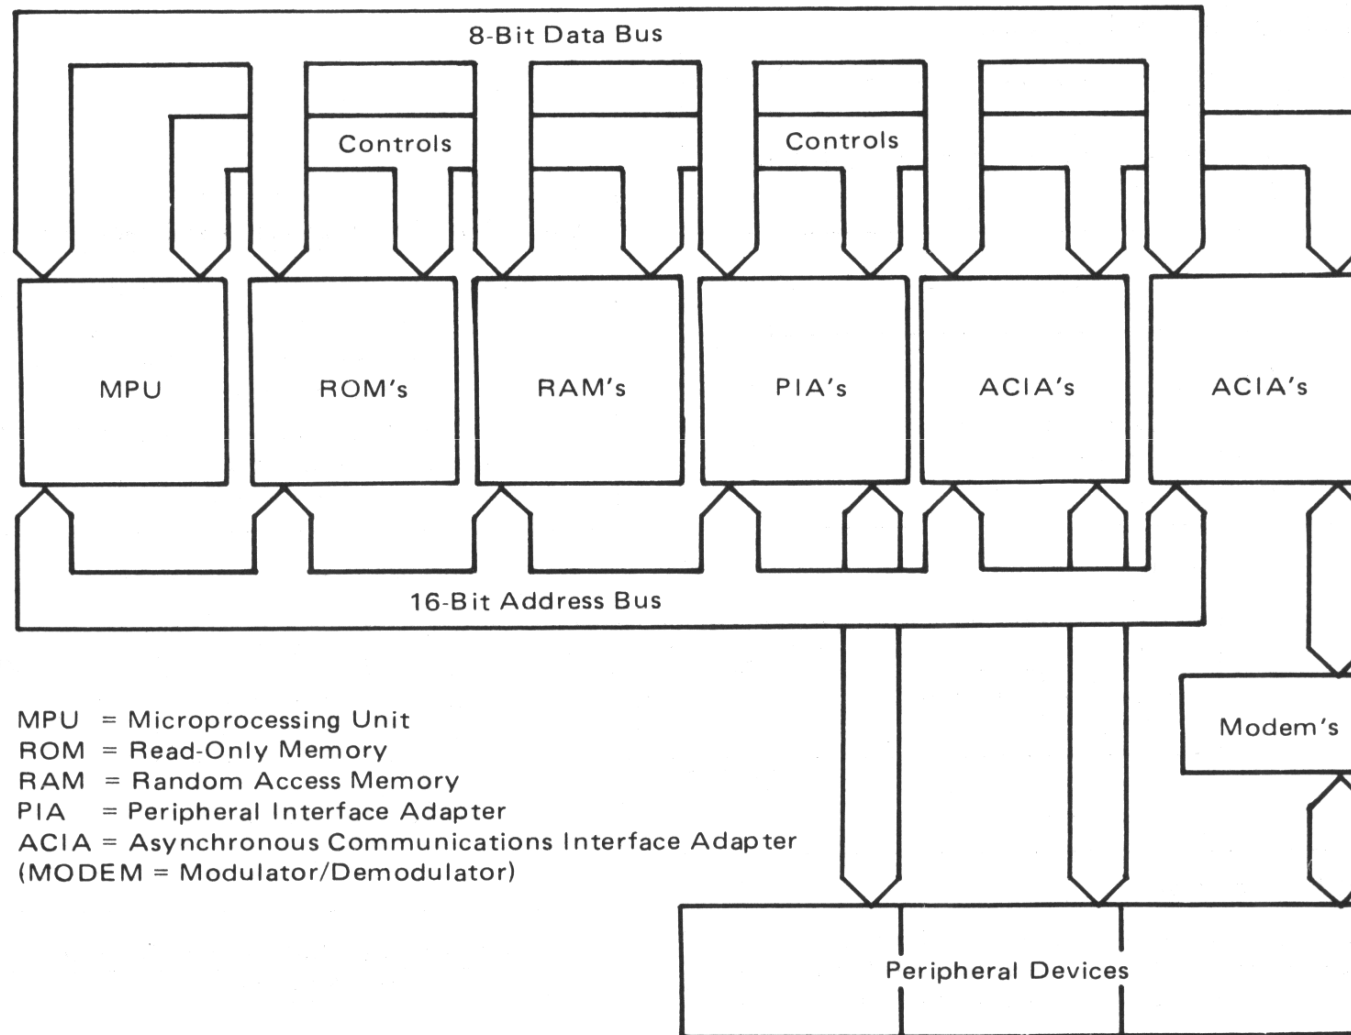 8-Bit Data Bus
Controls
Controls
MPU
ROM's
RAM's
PIA's
ACIA's
ACIA's
16-Bit Address Bus
Modem's
MPU = Microprocessing Unit
ROM = Read-Only Memory
RAM = Random Access Memory
PIA = Peripheral Interface Adapter
ACIA = Asynchronous Communications Interface Adapter
(MODEM = Modulator/Demodulator)
Peripheral Devices